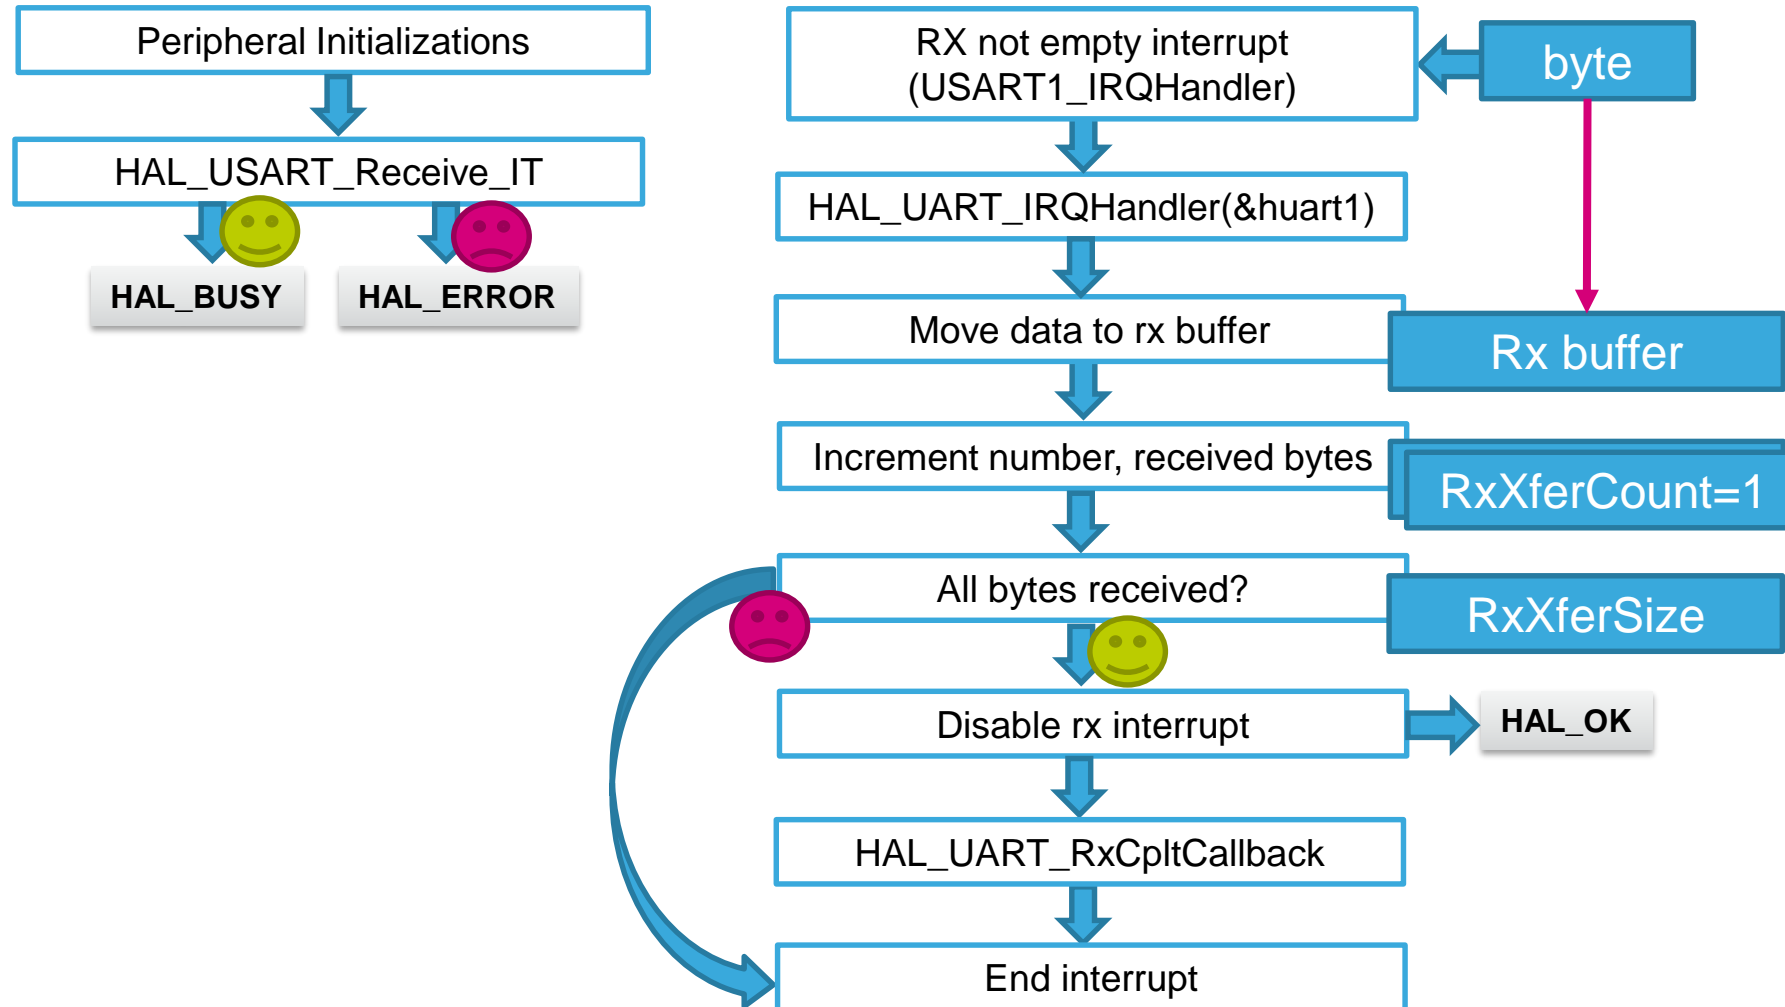 Peripheral Initializations
HAL_USART_Receive_IT
HAL_BUSY
HAL_ERROR
RX not empty interrupt
(USART1_IRQHandler)
byte
HAL_UART_IRQHandler(&huart1)
Move data to rx buffer
Rx buffer
Increment number, received bytes
RxXferCount=1
All bytes received?
RxXferSize
Disable rx interrupt
HAL_OK
HAL_UART_RxCpltCallback
End interrupt